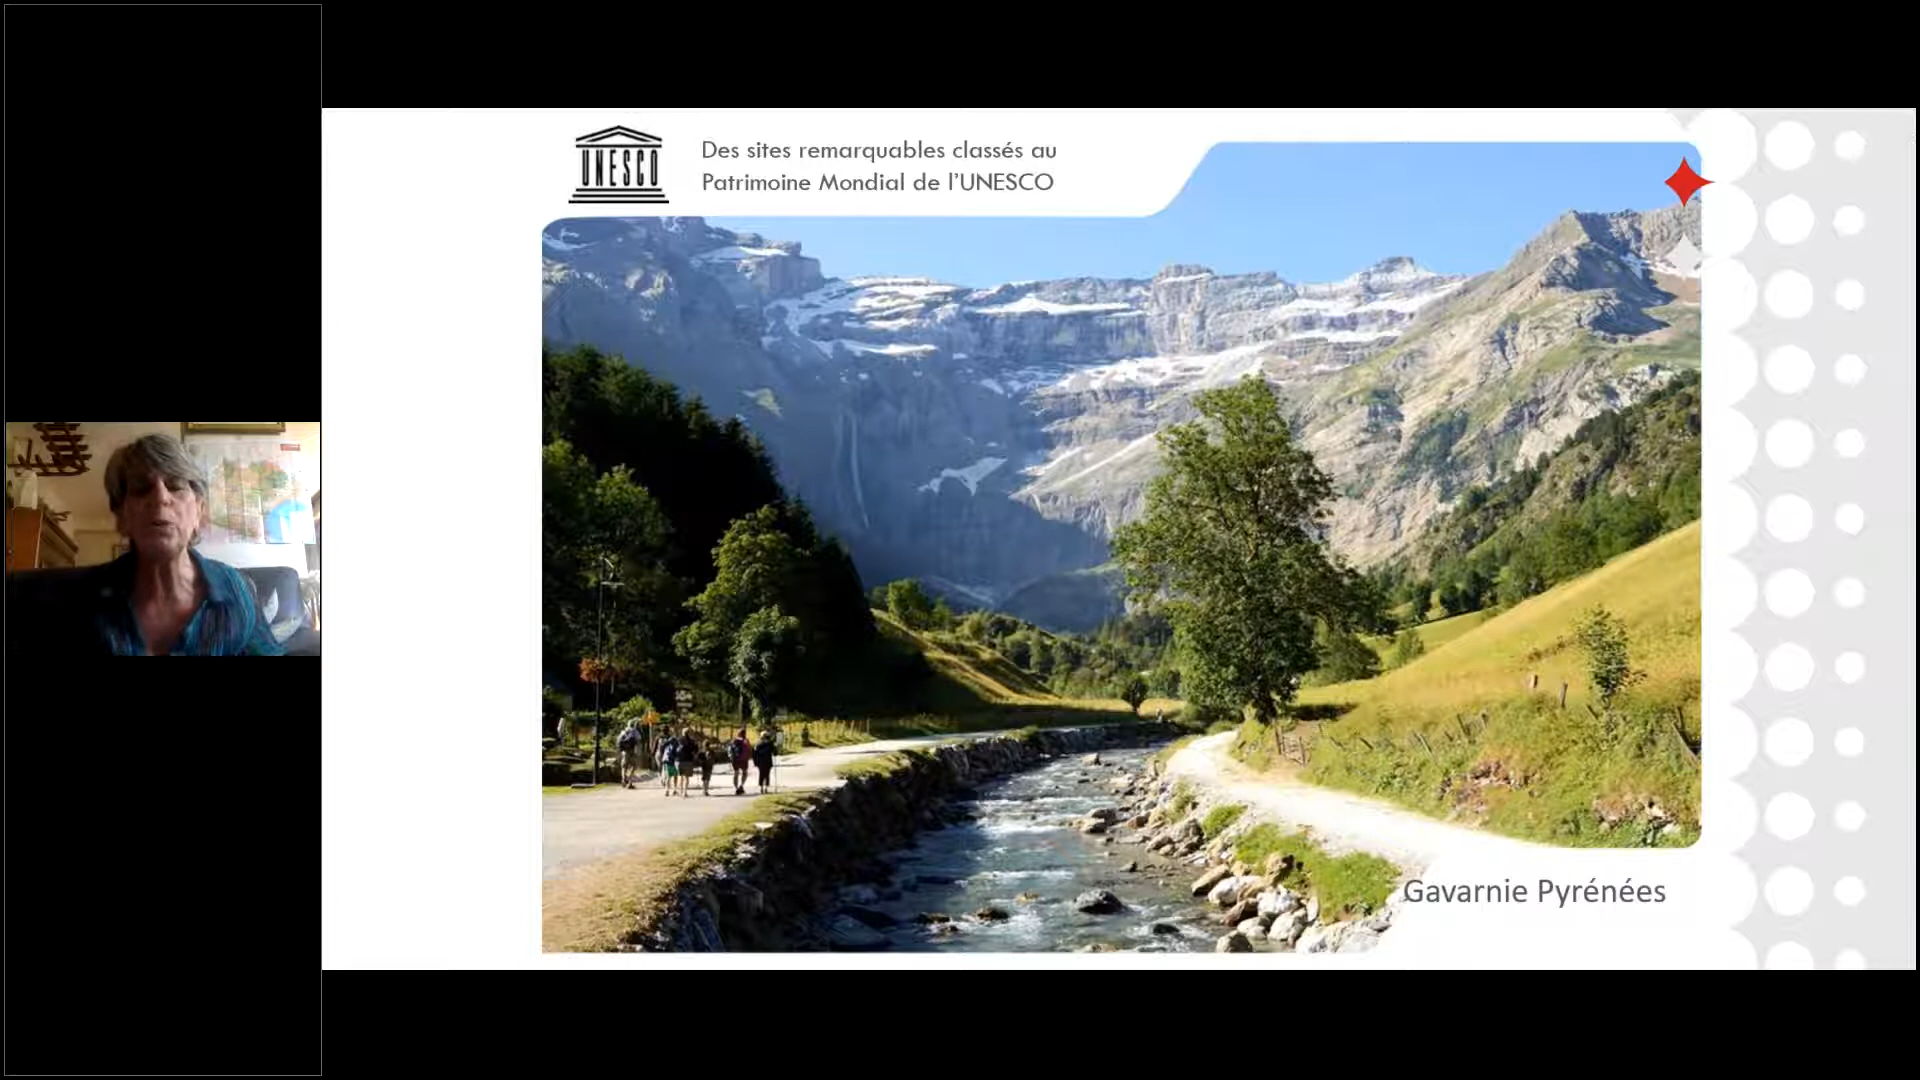 UNESCO
Des sites remarquables classés au
Patrimoine Mondial de l'UNESCO
Gavarnie Pyrénées